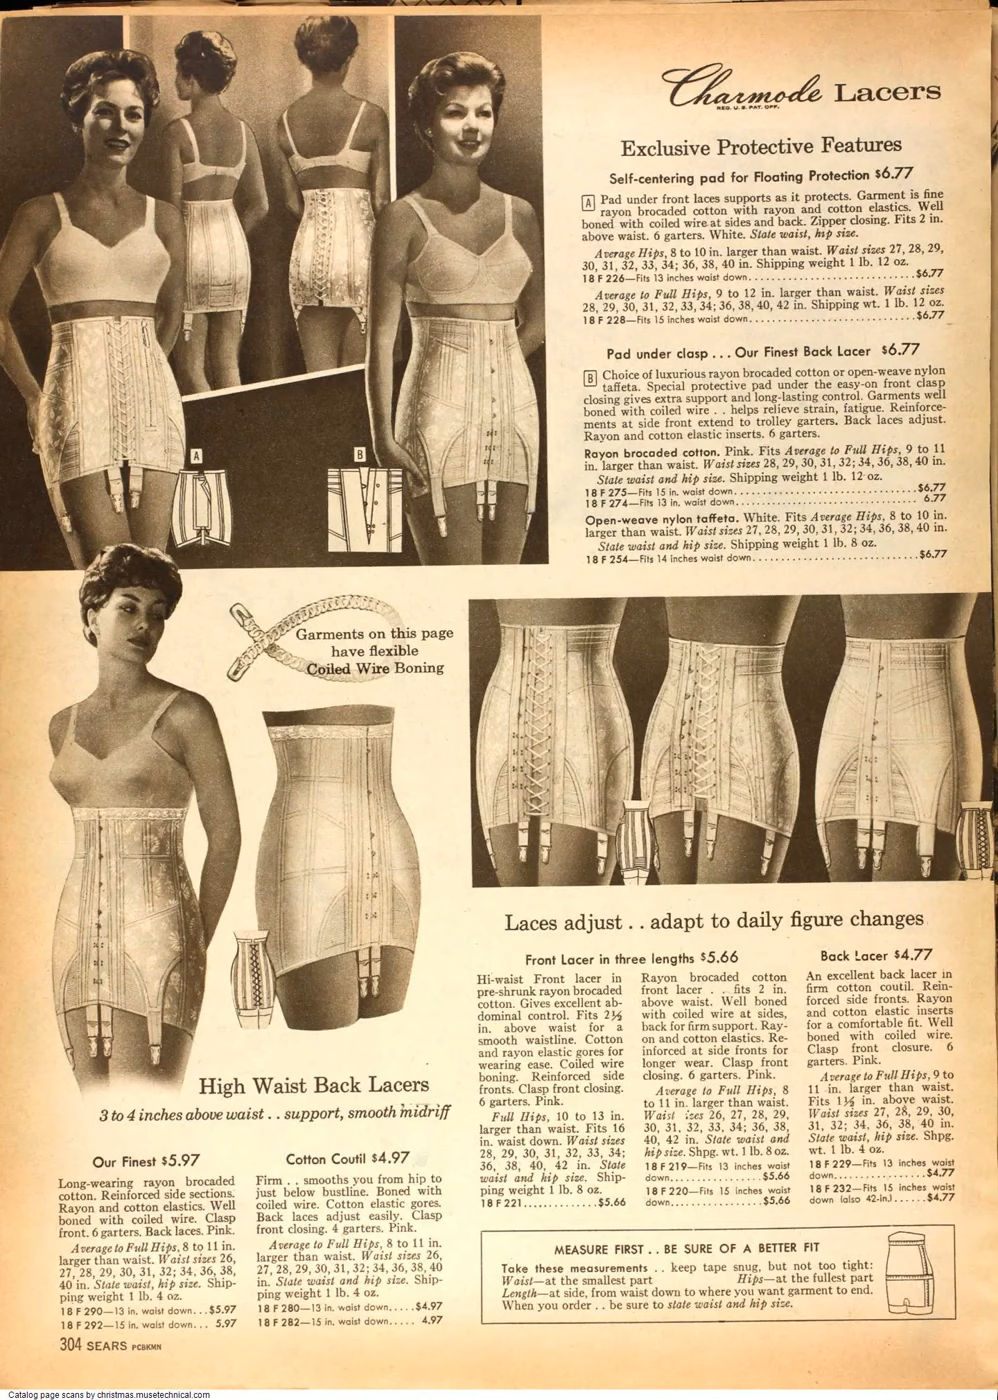 Charmode Lacers
REG. U. S. PAT. OFF.
Exclusive Protective Features
Self-centering pad for Floating Protection $6.77
A Pad under front laces supports as it protects. Garment is fine
rayon brocaded cotton with rayon and cotton elastics. Well
boned with coiled wire at sides and back. Zipper closing. Fits 2 in.
above waist. 6 garters. White. State waist, hip size.
Average Hips, 8 to 10 in. larger than waist. Waist sizes 27, 28, 29,
30, 31, 32, 33, 34; 36, 38, 40 in. Shipping weight 1 lb. 12 oz.
18 F 226—Fits 13 inches waist down..............................$6.77
Average to Full Hips, 9 to 12 in. larger than waist. Waist sizes
28, 29, 30, 31, 32, 33, 34; 36, 38, 40, 42 in. Shipping wt. 1 lb. 12 oz.
18 F 228—Fits 15 inches waist down..............................$6.77
Pad under clasp . . . Our Finest Back Lacer $6.77
B Choice of luxurious rayon brocaded cotton or open-weave nylon
taffeta. Special protective pad under the easy-on front clasp
closing gives extra support and long-lasting control. Garments well
boned with coiled wire . . helps relieve strain, fatigue. Reinforce-
ments at side front extend to trolley garters. Back laces adjust.
Rayon and cotton elastic inserts. 6 garters.
Rayon brocaded cotton. Pink. Fits Average to Full Hips, 9 to 11
in. larger than waist. Waist sizes 28, 29, 30, 31, 32; 34, 36, 38, 40 in.
State waist and hip size. Shipping weight 1 lb. 12 oz.
18 F 275—Fits 15 in. waist down.................................$6.77
18 F 274—Fits 13 in. waist down................................. 6.77
Open-weave nylon taffeta. White. Fits Average Hips, 8 to 10 in.
larger than waist. Waist sizes 27, 28, 29, 30, 31, 32; 34, 36, 38, 40 in.
State waist and hip size. Shipping weight 1 lb. 8 oz.
18 F 254—Fits 14 inches waist down..............................$6.77
A
B
Garments on this page
have flexible
Coiled Wire Boning
High Waist Back Lacers
3 to 4 inches above waist . . support, smooth midriff
Our Finest $5.97
Long-wearing rayon brocaded
cotton. Reinforced side sections.
Rayon and cotton elastics. Well
boned with coiled wire. Clasp
front. 6 garters. Back laces. Pink.
Average to Full Hips, 8 to 11 in.
larger than waist. Waist sizes 26,
27, 28, 29, 30, 31, 32; 34, 36, 38,
40 in. State waist, hip size. Ship-
ping weight 1 lb. 4 oz.
18 F 290—13 in. waist down...$5.97
18 F 292—15 in. waist down... 5.97
Cotton Coutil $4.97
Firm . . smooths you from hip to
just below bustline. Boned with
coiled wire. Cotton elastic gores.
Back laces adjust easily. Clasp
front closing. 4 garters. Pink.
Average to Full Hips, 8 to 11 in.
larger than waist. Waist sizes 26,
27, 28, 29, 30, 31, 32; 34, 36, 38, 40
in. State waist and hip size. Ship-
ping weight 1 lb. 4 oz.
18 F 280—13 in. waist down.....$4.97
18 F 282—15 in. waist down..... 4.97
Laces adjust . . adapt to daily figure changes
Front Lacer in three lengths $5.66
Hi-waist Front lacer in
pre-shrunk rayon brocaded
cotton. Gives excellent ab-
dominal control. Fits 2½
in. above waist for a
smooth waistline. Cotton
and rayon elastic gores for
wearing ease. Coiled wire
boning. Reinforced side
fronts. Clasp front closing.
6 garters. Pink.
Full Hips, 10 to 13 in.
larger than waist. Fits 16
in. waist down. Waist sizes
28, 29, 30, 31, 32, 33, 34;
36, 38, 40, 42 in. State
waist and hip size. Ship-
ping weight 1 lb. 8 oz.
18 F 221...............$5.66
Rayon brocaded cotton
front lacer . . fits 2 in.
above waist. Well boned
with coiled wire at sides,
back for firm support. Ray-
on and cotton elastics. Re-
inforced at side fronts for
longer wear. Clasp front
closing. 6 garters. Pink.
Average to Full Hips, 8
to 11 in. larger than waist.
Waist sizes 26, 27, 28, 29,
30, 31, 32, 33, 34; 36, 38,
40, 42 in. State waist and
hip size. Shpg. wt. 1 lb. 8 oz.
18 F 219—Fits 13 inches waist
down..................$5.66
18 F 220—Fits 15 inches waist
down..................$5.66
Back Lacer $4.77
An excellent back lacer in
firm cotton coutil. Rein-
forced side fronts. Rayon
and cotton elastic inserts
for a comfortable fit. Well
boned with coiled wire.
Clasp front closure. 6
garters. Pink.
Average to Full Hips, 9 to
11 in. larger than waist.
Fits 1½ in. above waist.
Waist sizes 27, 28, 29, 30,
31, 32; 34, 36, 38, 40 in.
State waist, hip size. Shpg.
wt. 1 lb. 4 oz.
18 F 229—Fits 13 inches waist
down..................$4.77
18 F 232—Fits 15 inches waist
down (also 42-in.)......$4.77
MEASURE FIRST . . BE SURE OF A BETTER FIT
Take these measurements . . keep tape snug, but not too tight:
Waist—at the smallest part Hips—at the fullest part
Length—at side, from waist down to where you want garment to end.
When you order . . be sure to state waist and hip size.
304 SEARS PCBKMN
Catalog page scans by christmas.musetechnical.com